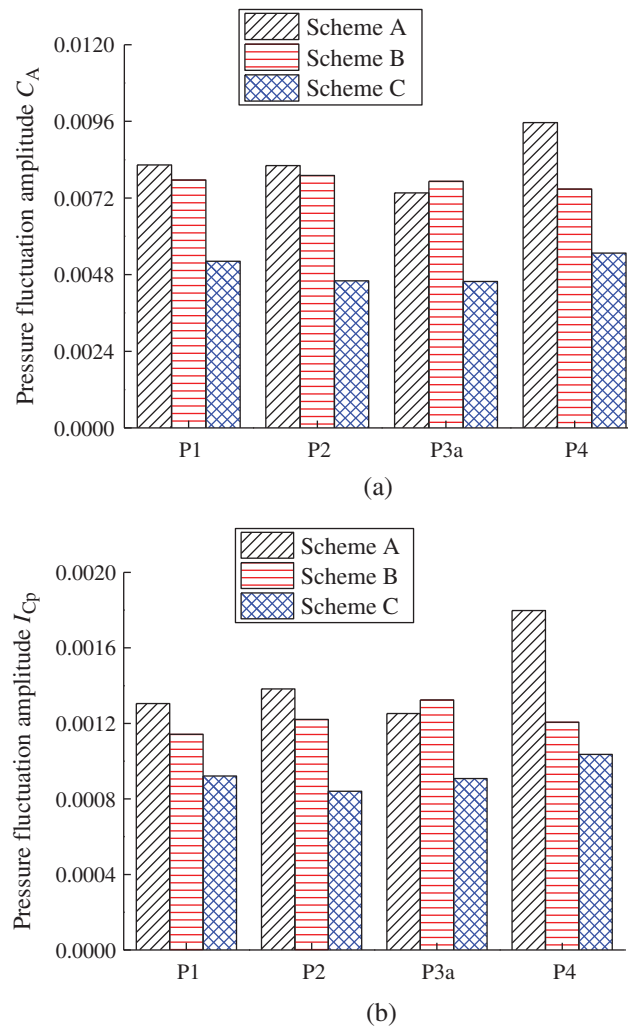 Scheme A
Scheme B
Scheme C
Pressure fluctuation amplitude C_A
0.0120
0.0096
0.0072
0.0048
0.0024
0.0000
P1 P2 P3a P4
(a)
Scheme A
Scheme B
Scheme C
Pressure fluctuation amplitude I_Cp
0.0020
0.0016
0.0012
0.0008
0.0004
0.0000
P1 P2 P3a P4
(b)